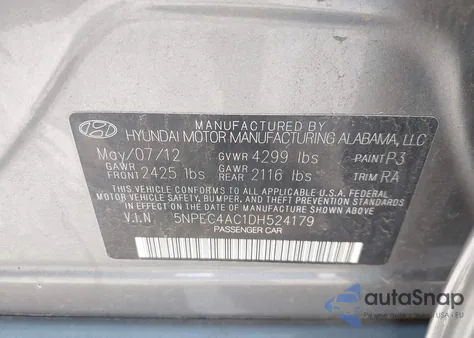 MANUFACTURED BY
HYUNDAI MOTOR MANUFACTURING ALABAMA, LLC
May/07/12 GVWR 4299 lbs PAINT P3
GAWR FRONT 2425 lbs GAWR REAR 2116 lbs TRIM RA
THIS VEHICLE CONFORMS TO ALL APPLICABLE U.S.A. FEDERAL
MOTOR VEHICLE SAFETY, BUMPER, AND THEFT PREVENTION STANDARDS
IN EFFECT ON THE DATE OF MANUFACTURE SHOWN ABOVE.
V.I.N 5NPEC4AC1DH524179
PASSENGER CAR
autoSnap